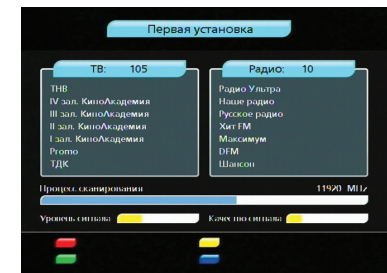 Первая установка
ТВ: 105
ТНВ
IV зал. КиноАкадемия
III зал. КиноАкадемия
II зал. КиноАкадемия
I зал. КиноАкадемия
Promo
ТДК
Радио: 10
Радио Ультра
Наше радио
Русское радио
Хит FM
Максимум
DFM
Шансон
Процесс сканирования 11920 MHz
Уровень сигнала Качество сигнала